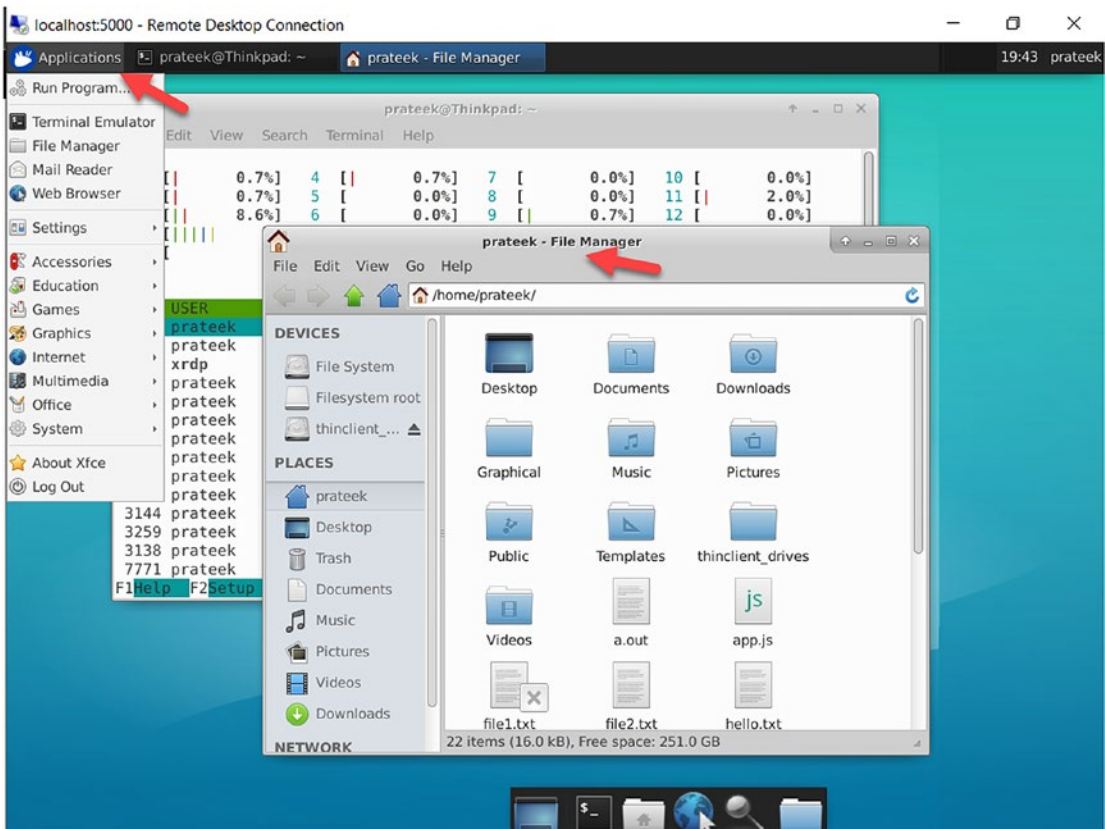 localhost:5000 - Remote Desktop Connection
Applications prateek@Thinkpad: ~ prateek - File Manager 19:43 prateek
Run Program...
Terminal Emulator
File Manager
Mail Reader
Web Browser
Settings
Accessories
Education
Games
Graphics
Internet
Multimedia
Office
System
About Xfce
Log Out
prateek@Thinkpad: ~
Edit View Search Terminal Help
[| 0.7%] 4 [| 0.7%] 7 [ 0.0%] 10 [ 0.0%]
[| 0.7%] 5 [ 0.0%] 8 [ 0.0%] 11 [| 2.0%]
[|| 8.6%] 6 [ 0.0%] 9 [| 0.7%] 12 [ 0.0%]
[|||||
[
USER
prateek
prateek
xrdp
prateek
prateek
prateek
prateek
prateek
prateek
prateek
3144 prateek
3259 prateek
3138 prateek
7771 prateek
F1Help F2Setup
prateek - File Manager
File Edit View Go Help
/home/prateek/
DEVICES
File System
Filesystem root
thinclient_...
PLACES
prateek
Desktop
Trash
Documents
Music
Pictures
Videos
Downloads
NETWORK
Desktop Documents Downloads
Graphical Music Pictures
Public Templates thinclient_drives
js
Videos a.out app.js
file1.txt file2.txt hello.txt
22 items (16.0 kB), Free space: 251.0 GB
$_